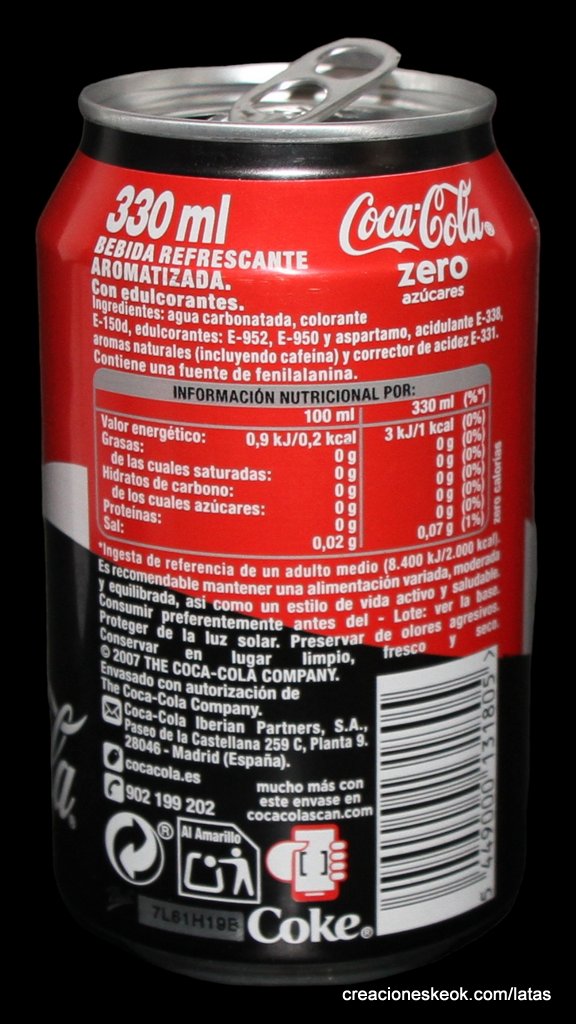 330 ml
BEBIDA REFRESCANTE
AROMATIZADA.
Con edulcorantes.
Coca-Cola®
zero
azúcares
Ingredientes: agua carbonatada, colorante
E-150d, edulcorantes: E-952, E-950 y aspartamo, acidulante E-338,
aromas naturales (incluyendo cafeína) y corrector de acidez E-331.
Contiene una fuente de fenilalanina.
INFORMACIÓN NUTRICIONAL POR:
100 ml 330 ml (%*)
Valor energético: 0,9 kJ/0,2 kcal 3 kJ/1 kcal (0%)
Grasas: 0 g 0 g (0%)
de las cuales saturadas: 0 g 0 g (0%)
Hidratos de carbono: 0 g 0 g (0%)
de los cuales azúcares: 0 g 0 g (0%)
Proteínas: 0 g 0 g (0%)
Sal: 0,02 g 0,07 g (1%)
zero calorías
*Ingesta de referencia de un adulto medio (8.400 kJ/2.000 kcal).
Es recomendable mantener una alimentación variada, moderada
y equilibrada, así como un estilo de vida activo y saludable.
Consumir preferentemente antes del - Lote: ver la base.
Proteger de la luz solar. Preservar de olores agresivos.
Conservar en lugar limpio, fresco y seco.
© 2007 THE COCA-COLA COMPANY.
Envasado con autorización de
The Coca-Cola Company.
Coca-Cola Iberian Partners, S.A.,
Paseo de la Castellana 259 C, Planta 9.
28046 - Madrid (España).
cocacola.es
902 199 202
mucho más con
este envase en
cocacolascan.com
®
Al Amarillo
[ ]
7L61H19B
Coke®
5 449000 131805 >
la®
creacioneskeok.com/latas